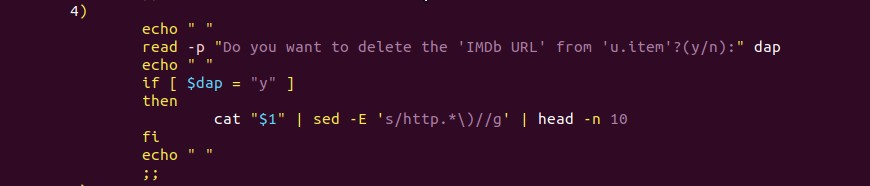 4)
echo " "
read -p "Do you want to delete the 'IMDb URL' from 'u.item'?(y/n):" dap
echo " "
if [ $dap = "y" ]
then
cat "$1" | sed -E 's/http.*\)//g' | head -n 10
fi
echo " "
;;